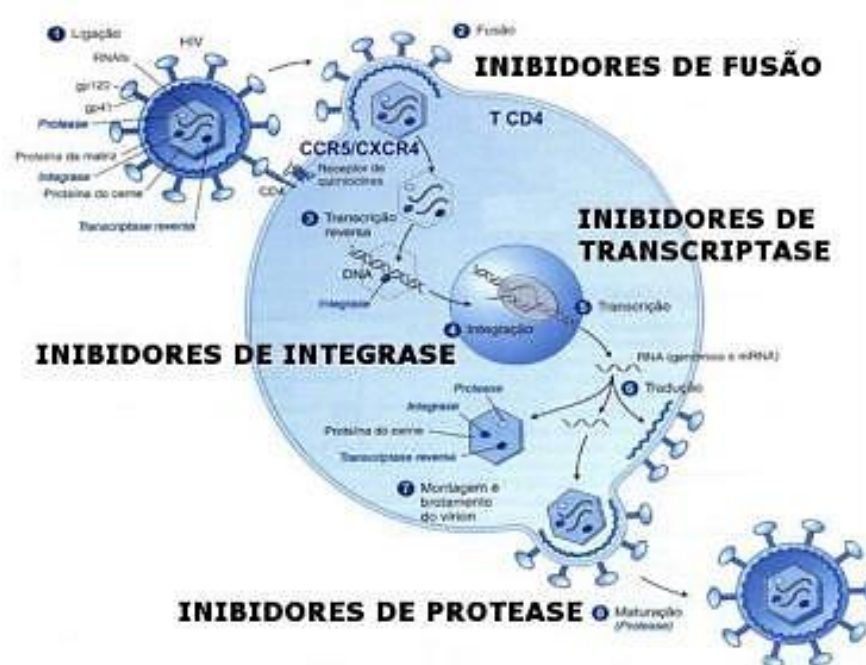 1 Ligação
HIV
RNAs
gp120
gp41
Protease
Proteína da matriz
Integrase
Proteína do cerne
Transcriptase reversa
2 Fusão
INIBIDORES DE FUSÃO
T CD4
CCR5/CXCR4
Receptor de
quimiocinas
CD4
3 Transcrição
reversa
DNA
Integrase
INIBIDORES DE
TRANSCRIPTASE
4 Integração
5 Transcrição
INIBIDORES DE INTEGRASE
RNA (genômico e mRNA)
6 Tradução
Protease
Integrase
Proteína do cerne
Transcriptase reversa
7 Montagem e
brotamento
do vírion
INIBIDORES DE PROTEASE
8 Maturação
(Protease)